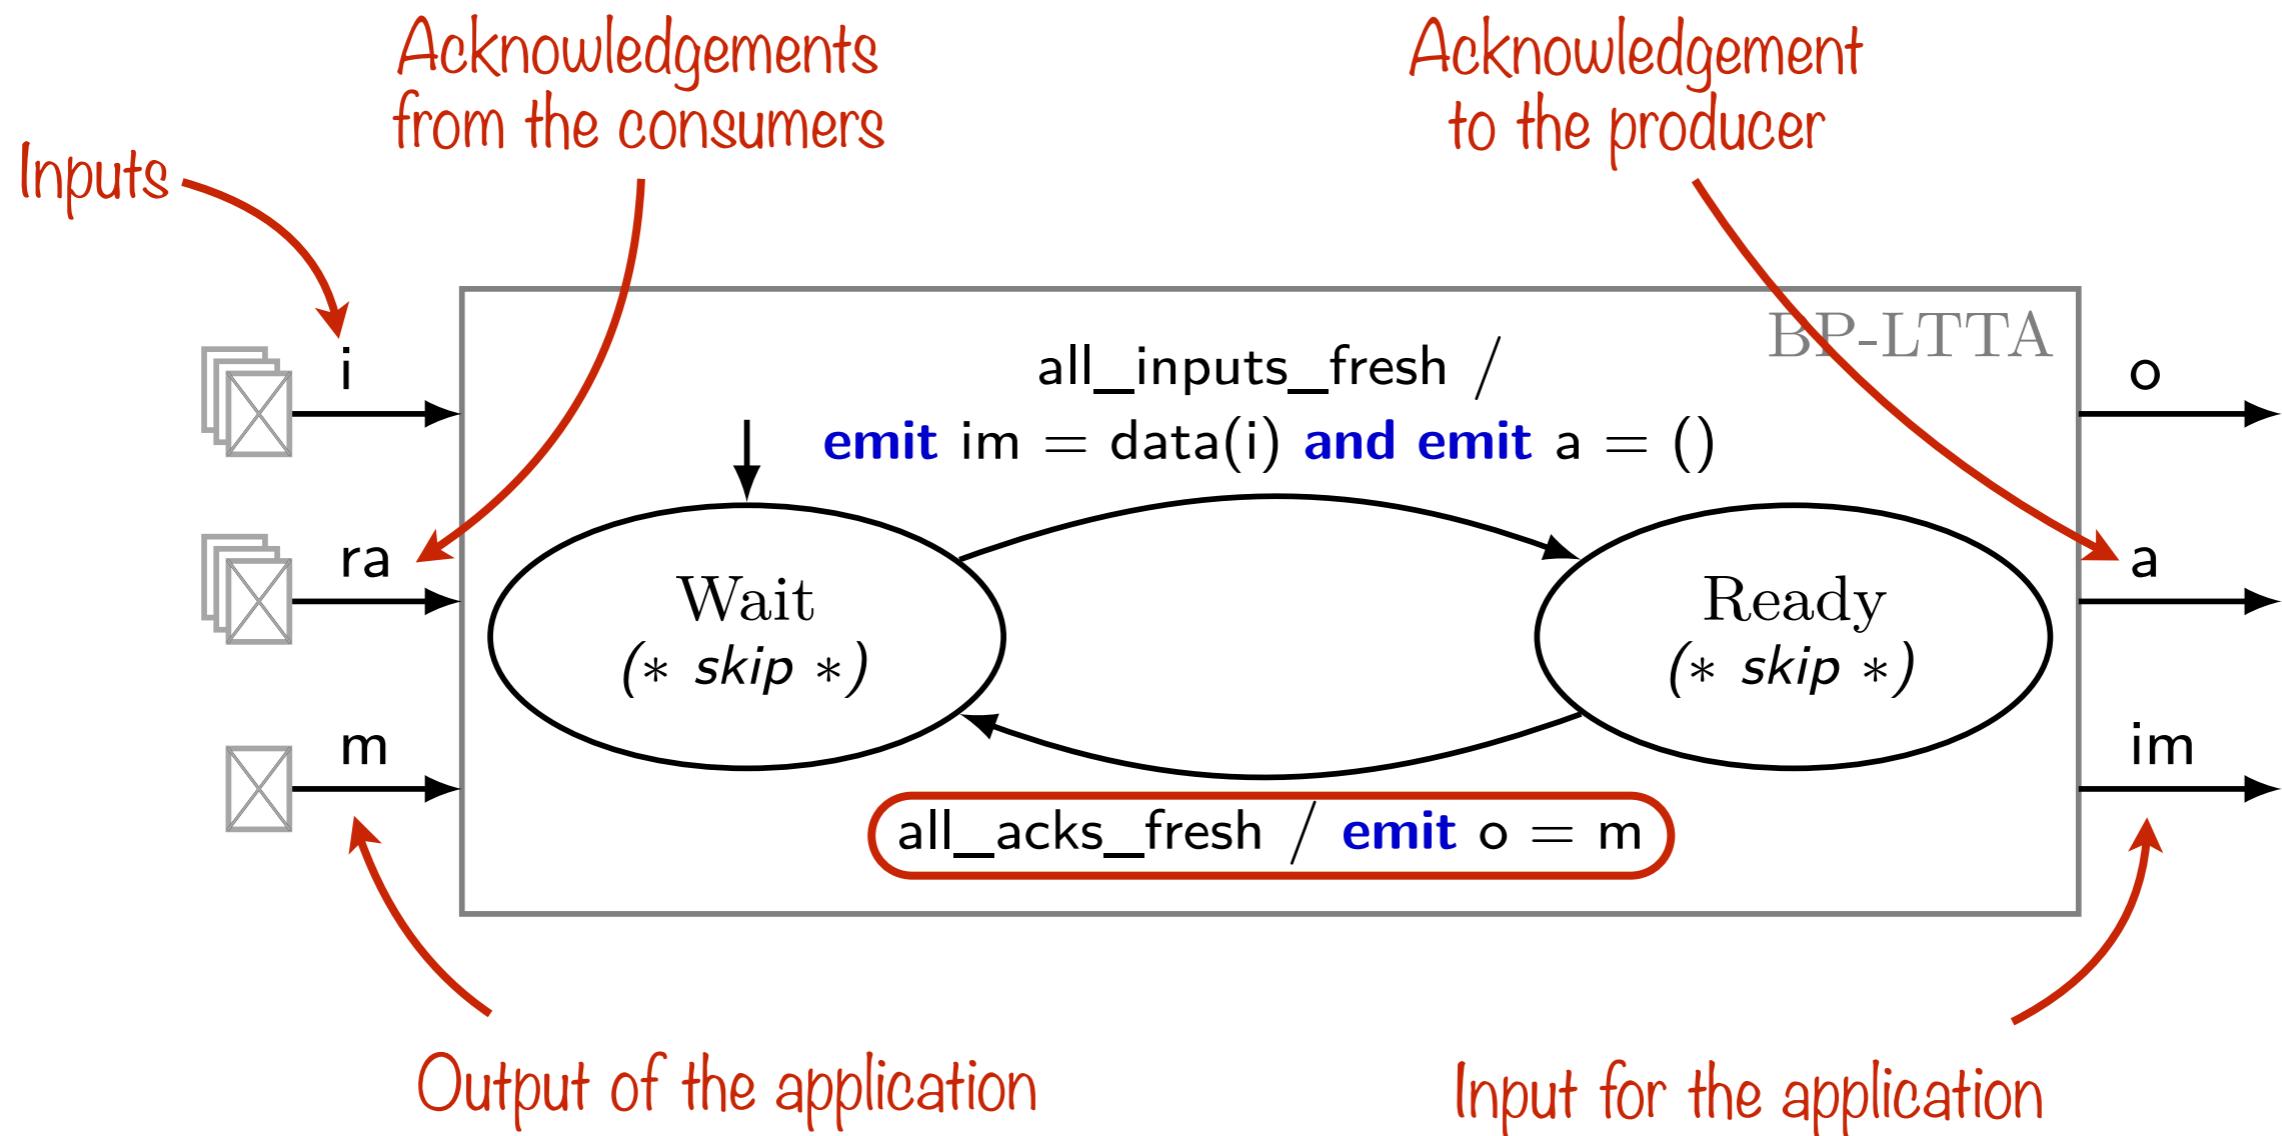 Acknowledgements
from the consumers
Acknowledgement
to the producer
Inputs
BP-LTTA
i
all_inputs_fresh /
emit im = data(i) and emit a = ()
o
ra
a
Wait
(* skip *)
Ready
(* skip *)
m
im
all_acks_fresh / emit o = m
Output of the application
Input for the application